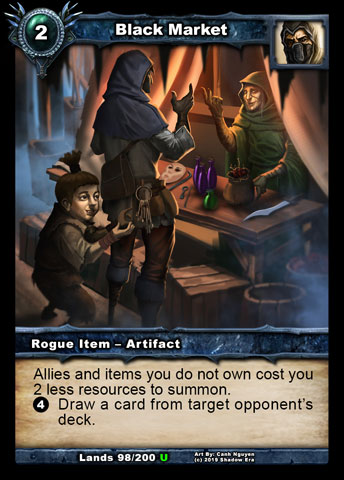 2
Black Market
Rogue Item – Artifact
Allies and items you do not own cost you
2 less resources to summon.
4 Draw a card from target opponent's
deck.
Lands 98/200 U
Art By: Canh Nguyen
(c) 2019 Shadow Era